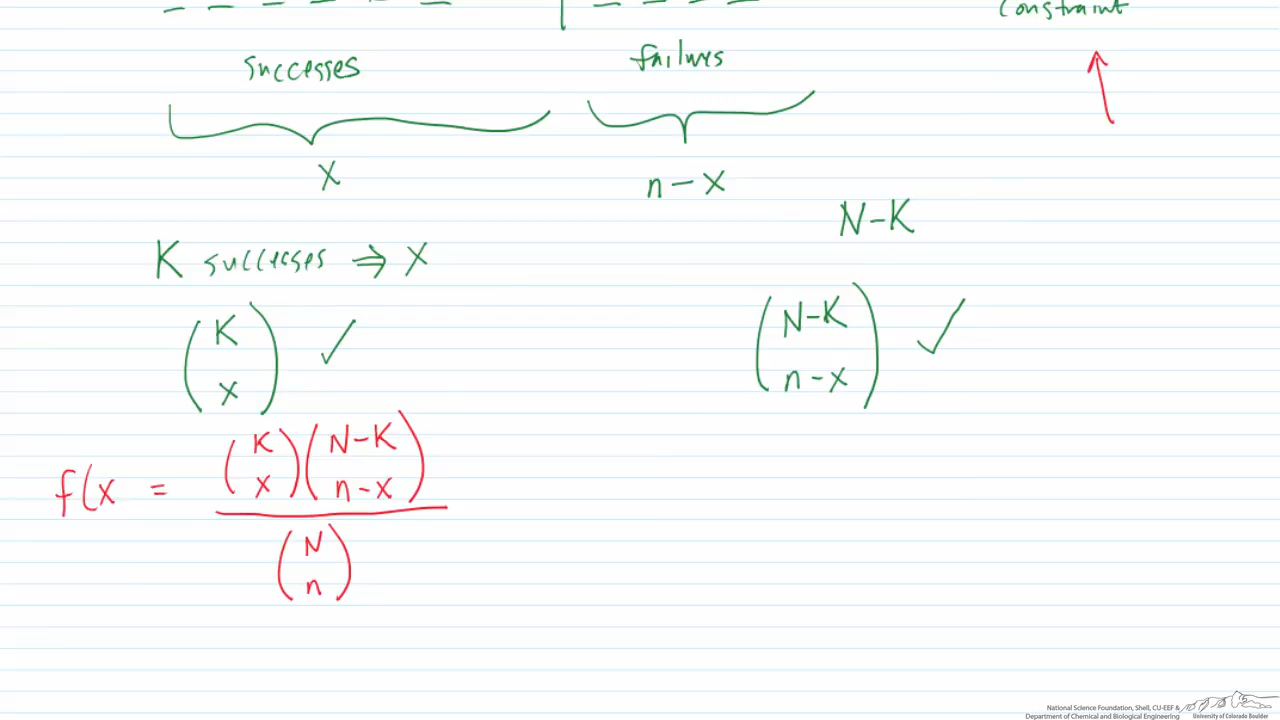 constraint
successes failures
x n-x
N-K
K successes ⇒ x
(K x) ✓ (N-K n-x) ✓
f(x = (K x)(N-K n-x) / (N n)
National Science Foundation, Shell, CU-EEF &
Department of Chemical and Biological Engineering
University of Colorado Boulder